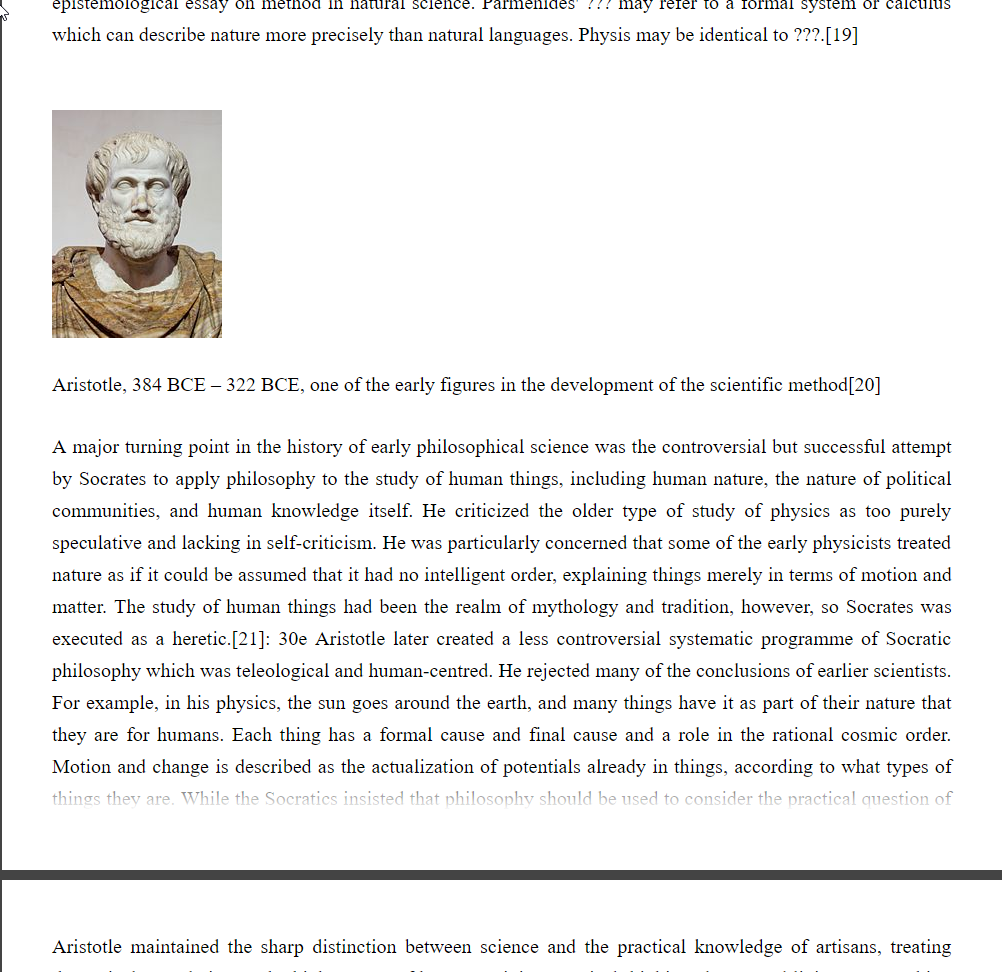 epistemological essay on method in natural science. Parmenides' ??? may refer to a formal system or calculus
which can describe nature more precisely than natural languages. Physis may be identical to ???.[19]
Aristotle, 384 BCE – 322 BCE, one of the early figures in the development of the scientific method[20]
A major turning point in the history of early philosophical science was the controversial but successful attempt
by Socrates to apply philosophy to the study of human things, including human nature, the nature of political
communities, and human knowledge itself. He criticized the older type of study of physics as too purely
speculative and lacking in self-criticism. He was particularly concerned that some of the early physicists treated
nature as if it could be assumed that it had no intelligent order, explaining things merely in terms of motion and
matter. The study of human things had been the realm of mythology and tradition, however, so Socrates was
executed as a heretic.[21]: 30e Aristotle later created a less controversial systematic programme of Socratic
philosophy which was teleological and human-centred. He rejected many of the conclusions of earlier scientists.
For example, in his physics, the sun goes around the earth, and many things have it as part of their nature that
they are for humans. Each thing has a formal cause and final cause and a role in the rational cosmic order.
Motion and change is described as the actualization of potentials already in things, according to what types of
things they are. While the Socratics insisted that philosophy should be used to consider the practical question of
Aristotle maintained the sharp distinction between science and the practical knowledge of artisans, treating